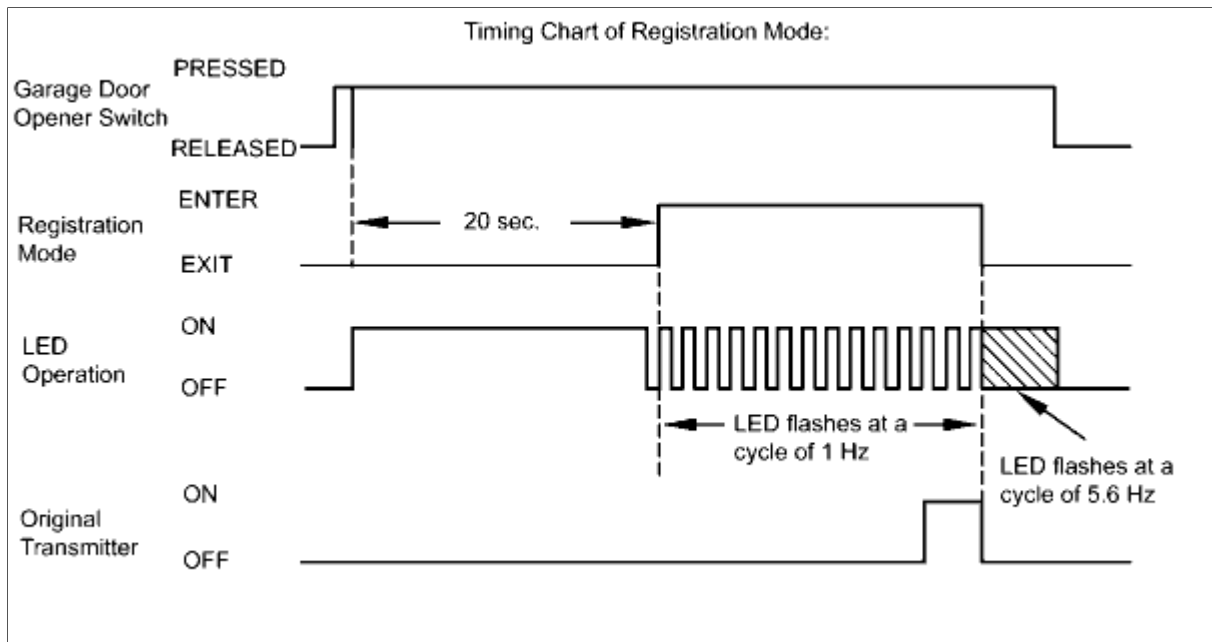 Timing Chart of Registration Mode:
PRESSED
Garage Door
Opener Switch
RELEASED
ENTER
Registration
Mode
20 sec.
EXIT
ON
LED
Operation
OFF
LED flashes at a
cycle of 1 Hz
LED flashes at a
cycle of 5.6 Hz
ON
Original
Transmitter
OFF